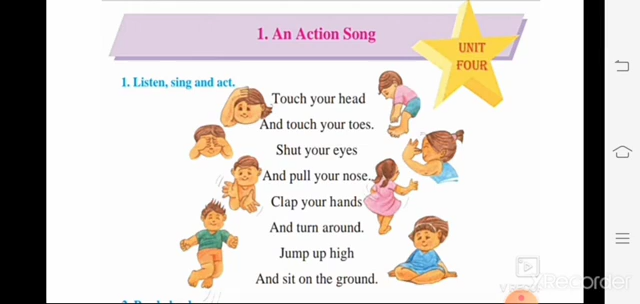 1. An Action Song
UNIT
FOUR
1. Listen, sing and act.
Touch your head
And touch your toes.
Shut your eyes
And pull your nose.
Clap your hands
And turn around.
Jump up high
And sit on the ground.